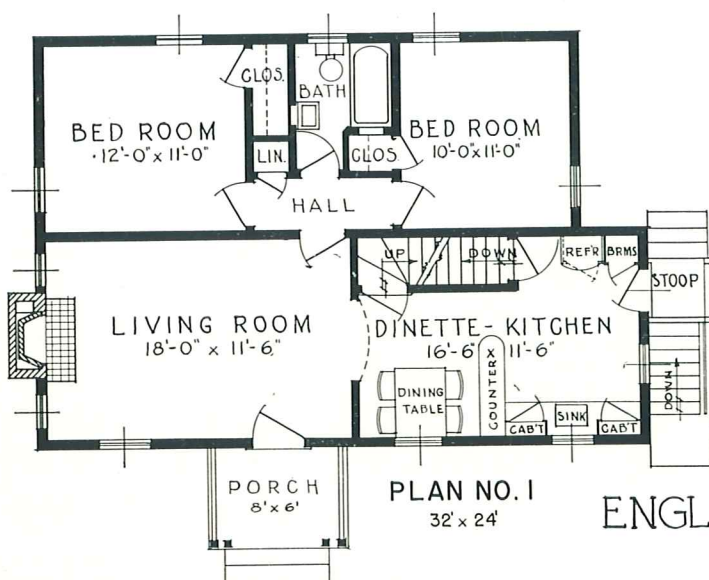 BED ROOM
12'-0" x 11'-0"
CLOS.
BATH
BED ROOM
10'-0 x 11'-0"
LIN.
CLOS.
HALL
UP
DOWN
REF'R
BRMS
STOOP
LIVING ROOM
18'-0" x 11'-6"
DINETTE-KITCHEN
16'-6" x 11'-6"
DINING
TABLE
COUNTER
CAB'T
SINK
CAB'T
DOWN
PORCH
8' x 6'
PLAN NO. 1
32' x 24'
ENGL